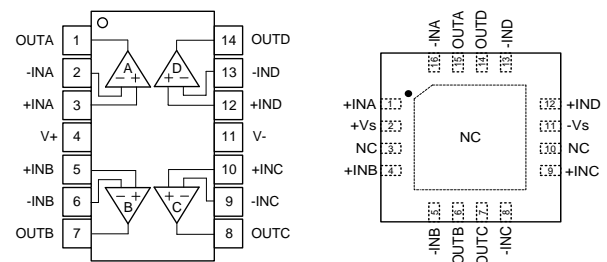 OUTA 1 14 OUTD
-INA 2 A D 13 -IND
+INA 3 12 +IND
V+ 4 11 V-
+INB 5 10 +INC
-INB 6 B C 9 -INC
OUTB 7 8 OUTC
- +
+ -
+ -
- +
-INA OUTA OUTD -IND
16 15 14 13
+INA 1 12 +IND
+Vs 2 NC 11 -Vs
NC 3 10 NC
+INB 4 9 +INC
5 6 7 8
-INB OUTB OUTC -INC